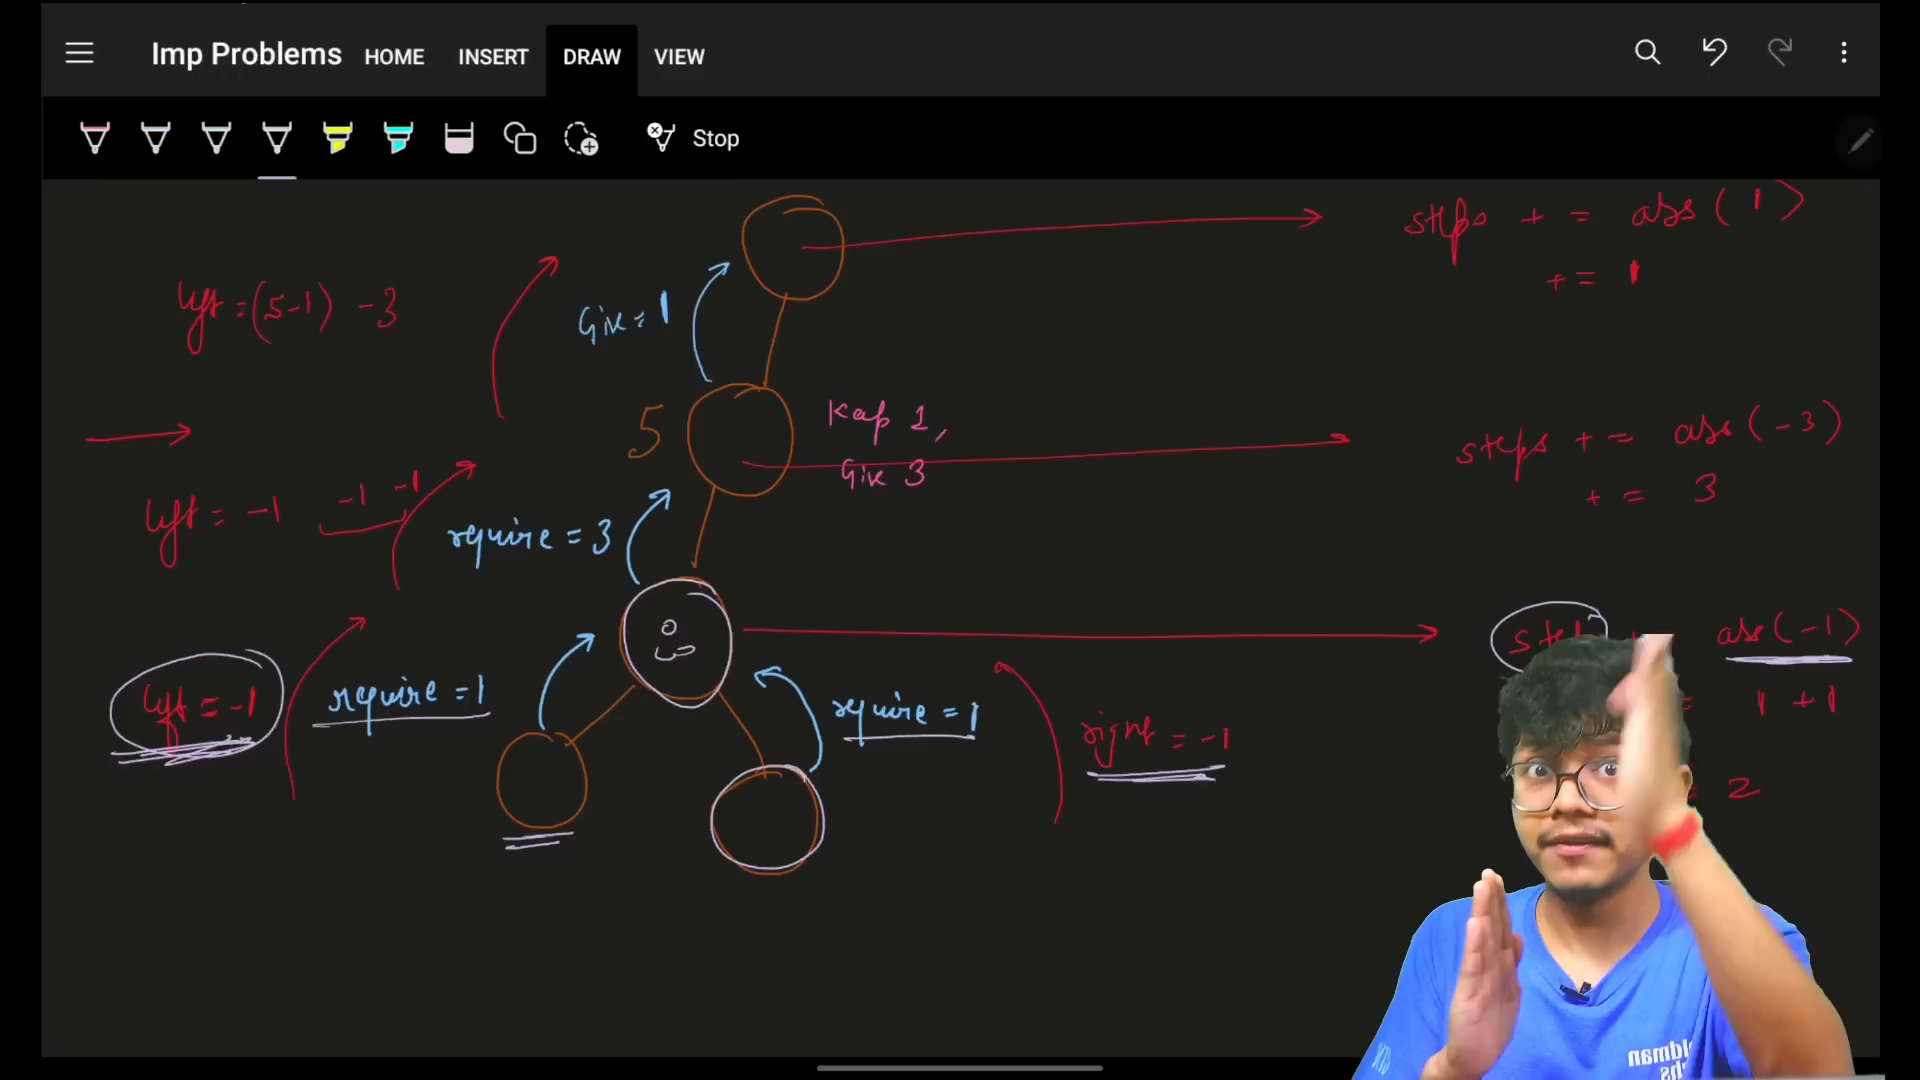 Imp Problems HOME INSERT DRAW VIEW
Stop
steps += abs(1)
+= 1
left = (5-1) -3
Give = 1
5
Keep 1,
Give 3
steps += abs(-3)
+= 3
left = -1 -1 -1
require = 3
abs(-1)
left = -1
require = 1
require = 1
right = -1
= 1+1
2